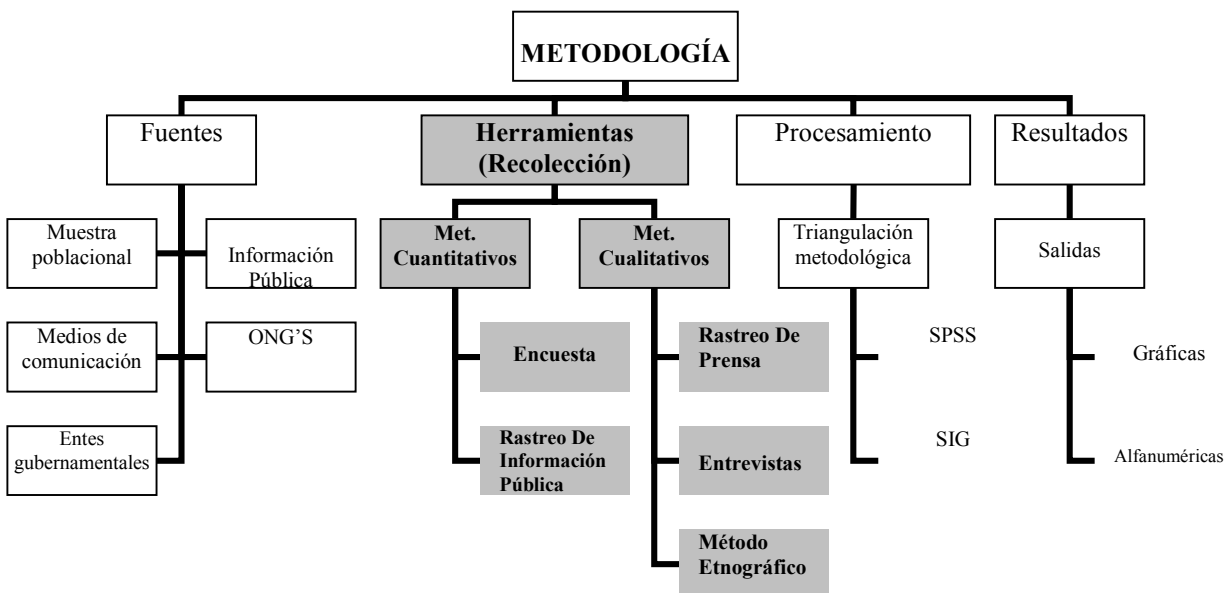 METODOLOGÍA
Fuentes
Herramientas
(Recolección)
Procesamiento
Resultados
Muestra
poblacional
Información
Pública
Met.
Cuantitativos
Met.
Cualitativos
Triangulación
metodológica
Salidas
Medios de
comunicación
ONG’S
Encuesta
Rastreo De
Prensa
SPSS
Gráficas
Entes
gubernamentales
Rastreo De
Información
Pública
Entrevistas
SIG
Alfanuméricas
Método
Etnográfico